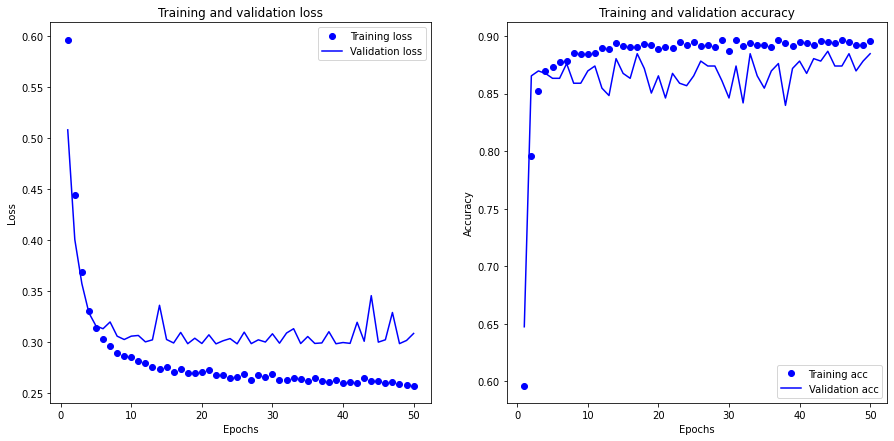 Training and validation loss
0.60
0.55
0.50
0.45
0.40
0.35
0.30
0.25
Loss
0
10
20
30
40
50
Epochs
Training loss
Validation loss
Training and validation accuracy
0.90
0.85
0.80
0.75
0.70
0.65
0.60
Accuracy
0
10
20
30
40
50
Epochs
Training acc
Validation acc